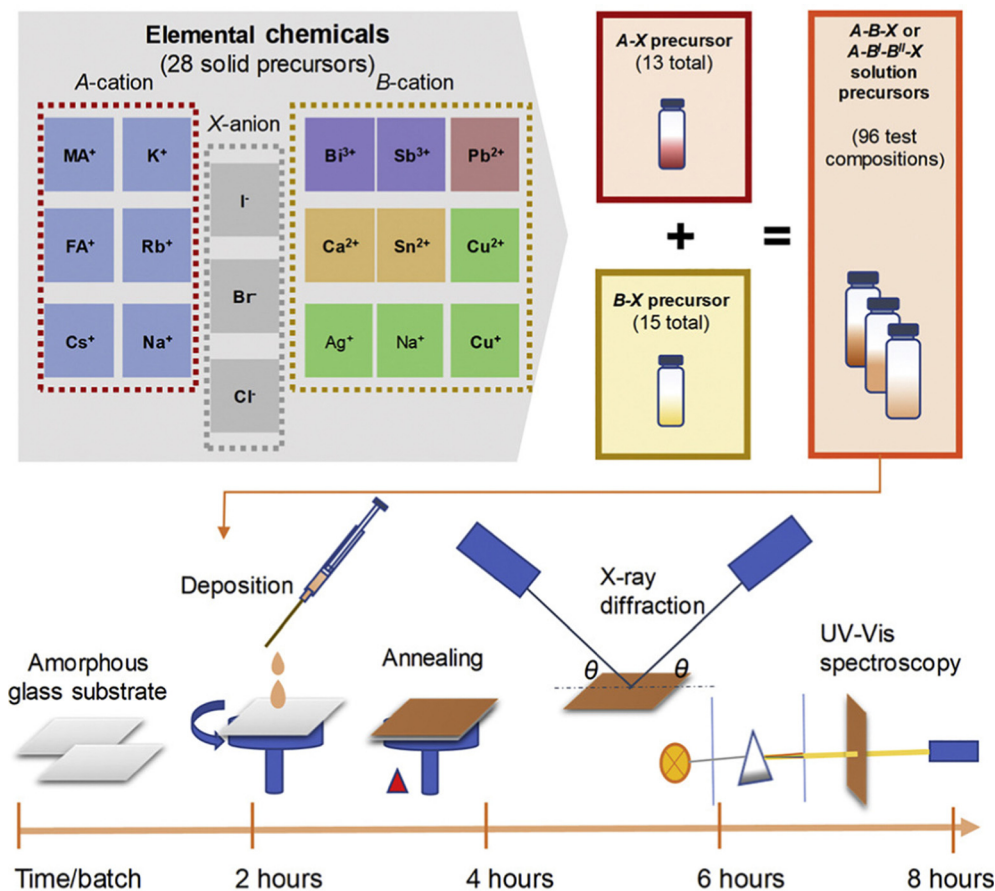 Elemental chemicals
(28 solid precursors)
A-cation
B-cation
X-anion
MA⁺
K⁺
FA⁺
Rb⁺
Cs⁺
Na⁺
I⁻
Br⁻
Cl⁻
Bi³⁺
Sb³⁺
Pb²⁺
Ca²⁺
Sn²⁺
Cu²⁺
Ag⁺
Na⁺
Cu⁺
A-X precursor
(13 total)
+
B-X precursor
(15 total)
=
A-B-X or
A-Bᴵ-Bᴵᴵ-X
solution
precursors
(96 test
compositions)
Amorphous
glass substrate
Deposition
Annealing
X-ray
diffraction
θ
θ
UV-Vis
spectroscopy
Time/batch
2 hours
4 hours
6 hours
8 hours